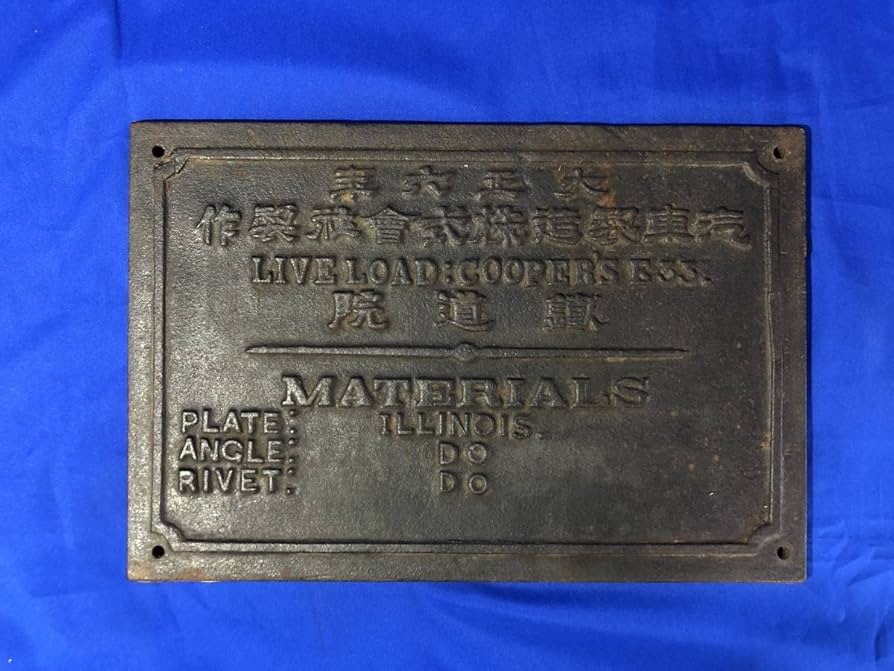 大正六年
汽車製造株式會社製作
LIVE LOAD:COOPER'S E33.
鐵道院
MATERIALS
PLATE: ILLINOIS.
ANGLE: DO
RIVET: DO